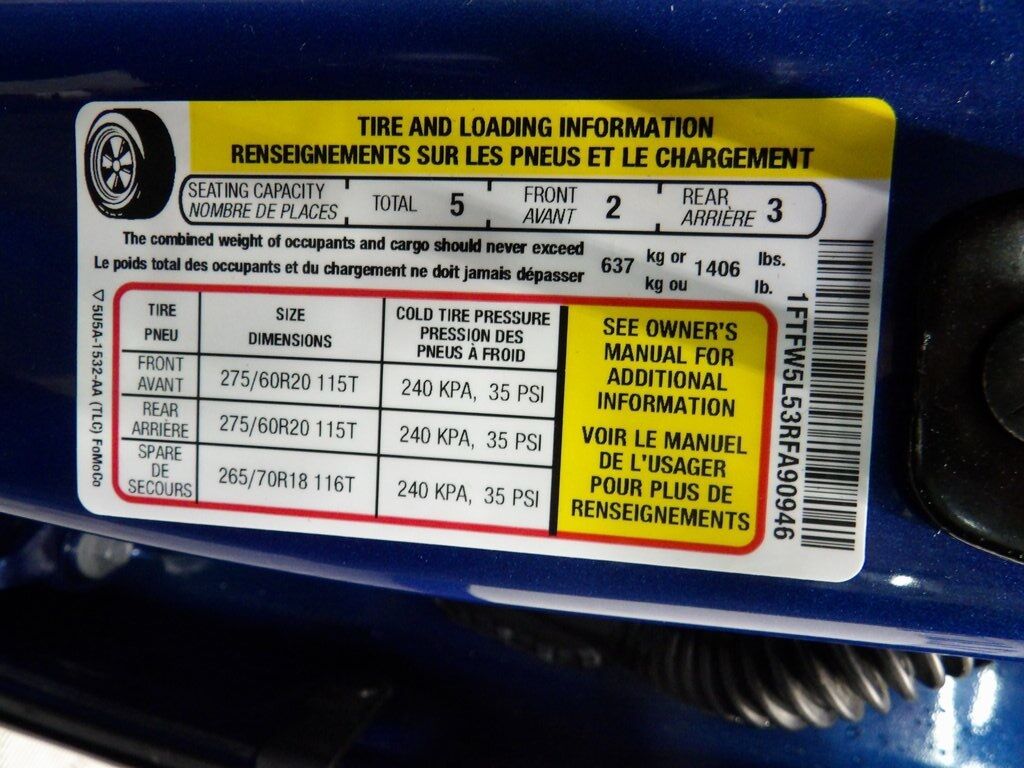 TIRE AND LOADING INFORMATION
RENSEIGNEMENTS SUR LES PNEUS ET LE CHARGEMENT
SEATING CAPACITY
NOMBRE DE PLACES
TOTAL 5
FRONT
AVANT 2
REAR
ARRIÈRE 3
The combined weight of occupants and cargo should never exceed
Le poids total des occupants et du chargement ne doit jamais dépasser
637 kg or 1406 lbs.
kg ou lb.
TIRE
PNEU
SIZE
DIMENSIONS
COLD TIRE PRESSURE
PRESSION DES
PNEUS À FROID
FRONT
AVANT
275/60R20 115T
240 KPA, 35 PSI
REAR
ARRIÈRE
275/60R20 115T
240 KPA, 35 PSI
SPARE
DE
SECOURS
265/70R18 116T
240 KPA, 35 PSI
SEE OWNER'S
MANUAL FOR
ADDITIONAL
INFORMATION
VOIR LE MANUEL
DE L'USAGER
POUR PLUS DE
RENSEIGNEMENTS
1FTFW5L53RFA90946
5U5A-1532-AA (TLC) FoMoCo